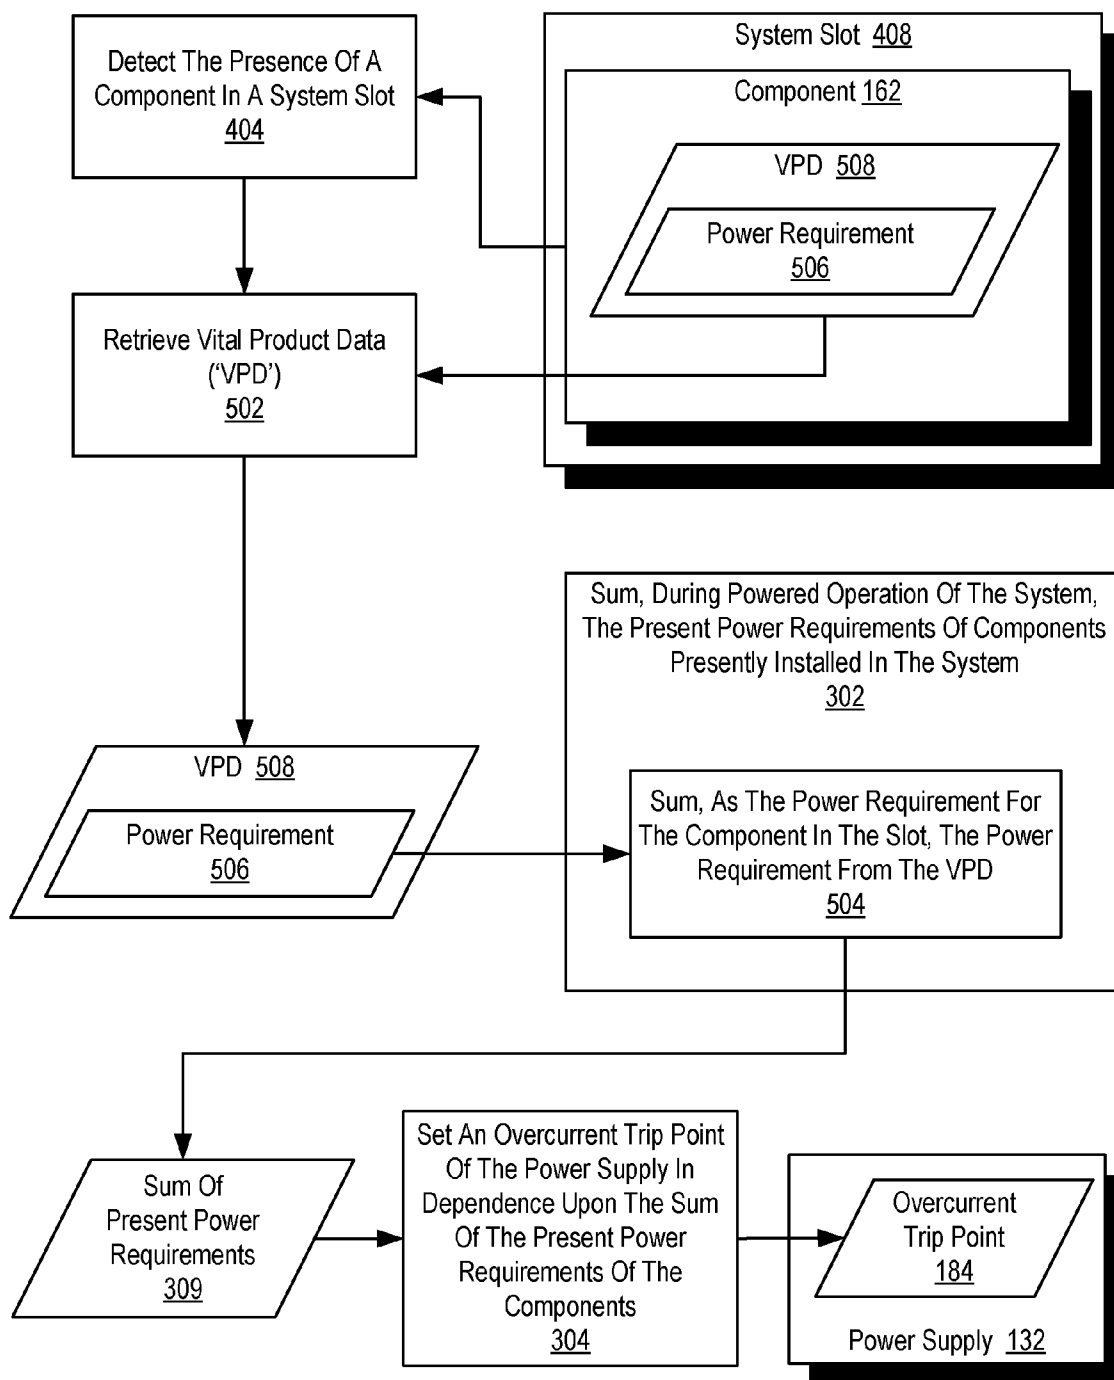 Detect The Presence Of A
Component In A System Slot
404
System Slot 408
Component 162
VPD 508
Power Requirement
506
Retrieve Vital Product Data
('VPD')
502
Sum, During Powered Operation Of The System,
The Present Power Requirements Of Components
Presently Installed In The System
302
VPD 508
Power Requirement
506
Sum, As The Power Requirement For
The Component In The Slot, The Power
Requirement From The VPD
504
Sum Of
Present Power
Requirements
309
Set An Overcurrent Trip Point
Of The Power Supply In
Dependence Upon The Sum
Of The Present Power
Requirements Of The
Components
304
Overcurrent
Trip Point
184
Power Supply 132